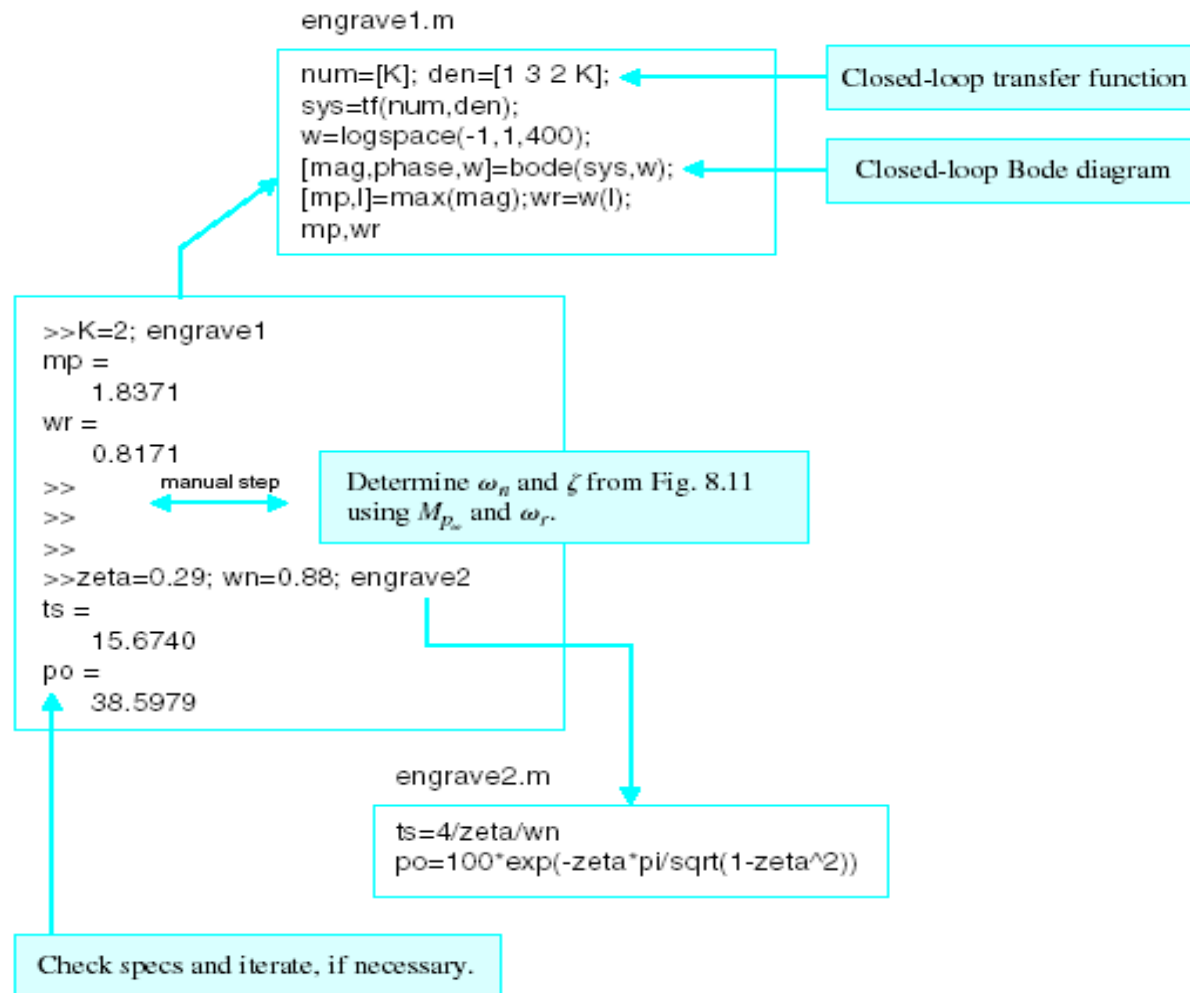 engrave1.m
num=[K]; den=[1 3 2 K];
sys=tf(num,den);
w=logspace(-1,1,400);
[mag,phase,w]=bode(sys,w);
[mp,l]=max(mag);wr=w(l);
mp,wr
Closed-loop transfer function
Closed-loop Bode diagram
>>K=2; engrave1
mp =
1.8371
wr =
0.8171
>>
>>
>>
manual step
Determine ωn and ζ from Fig. 8.11
using Mpω and ωr.
>>zeta=0.29; wn=0.88; engrave2
ts =
15.6740
po =
38.5979
engrave2.m
ts=4/zeta/wn
po=100*exp(-zeta*pi/sqrt(1-zeta^2))
Check specs and iterate, if necessary.